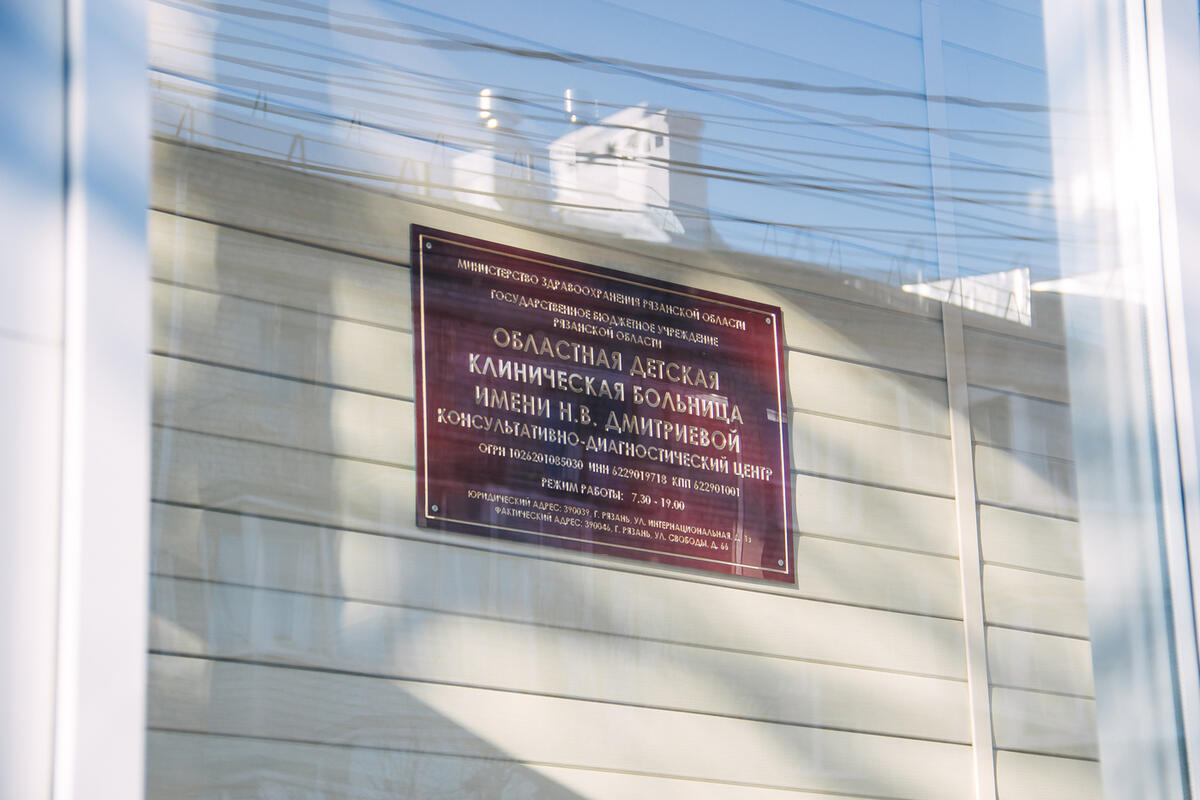 МИНИСТЕРСТВО ЗДРАВООХРАНЕНИЯ РЯЗАНСКОЙ ОБЛАСТИ
ГОСУДАРСТВЕННОЕ БЮДЖЕТНОЕ УЧРЕЖДЕНИЕ
РЯЗАНСКОЙ ОБЛАСТИ
ОБЛАСТНАЯ ДЕТСКАЯ
КЛИНИЧЕСКАЯ БОЛЬНИЦА
ИМЕНИ Н.В. ДМИТРИЕВОЙ
КОНСУЛЬТАТИВНО-ДИАГНОСТИЧЕСКИЙ ЦЕНТР
ОГРН 1026201085030 ИНН 6229019718 КПП 622901001
РЕЖИМ РАБОТЫ: 7.30 - 19.00
ЮРИДИЧЕСКИЙ АДРЕС: 390039, Г. РЯЗАНЬ, УЛ. ИНТЕРНАЦИОНАЛЬНАЯ, Д. 1з
ФАКТИЧЕСКИЙ АДРЕС: 390046, Г. РЯЗАНЬ, УЛ. СВОБОДЫ, Д. 66